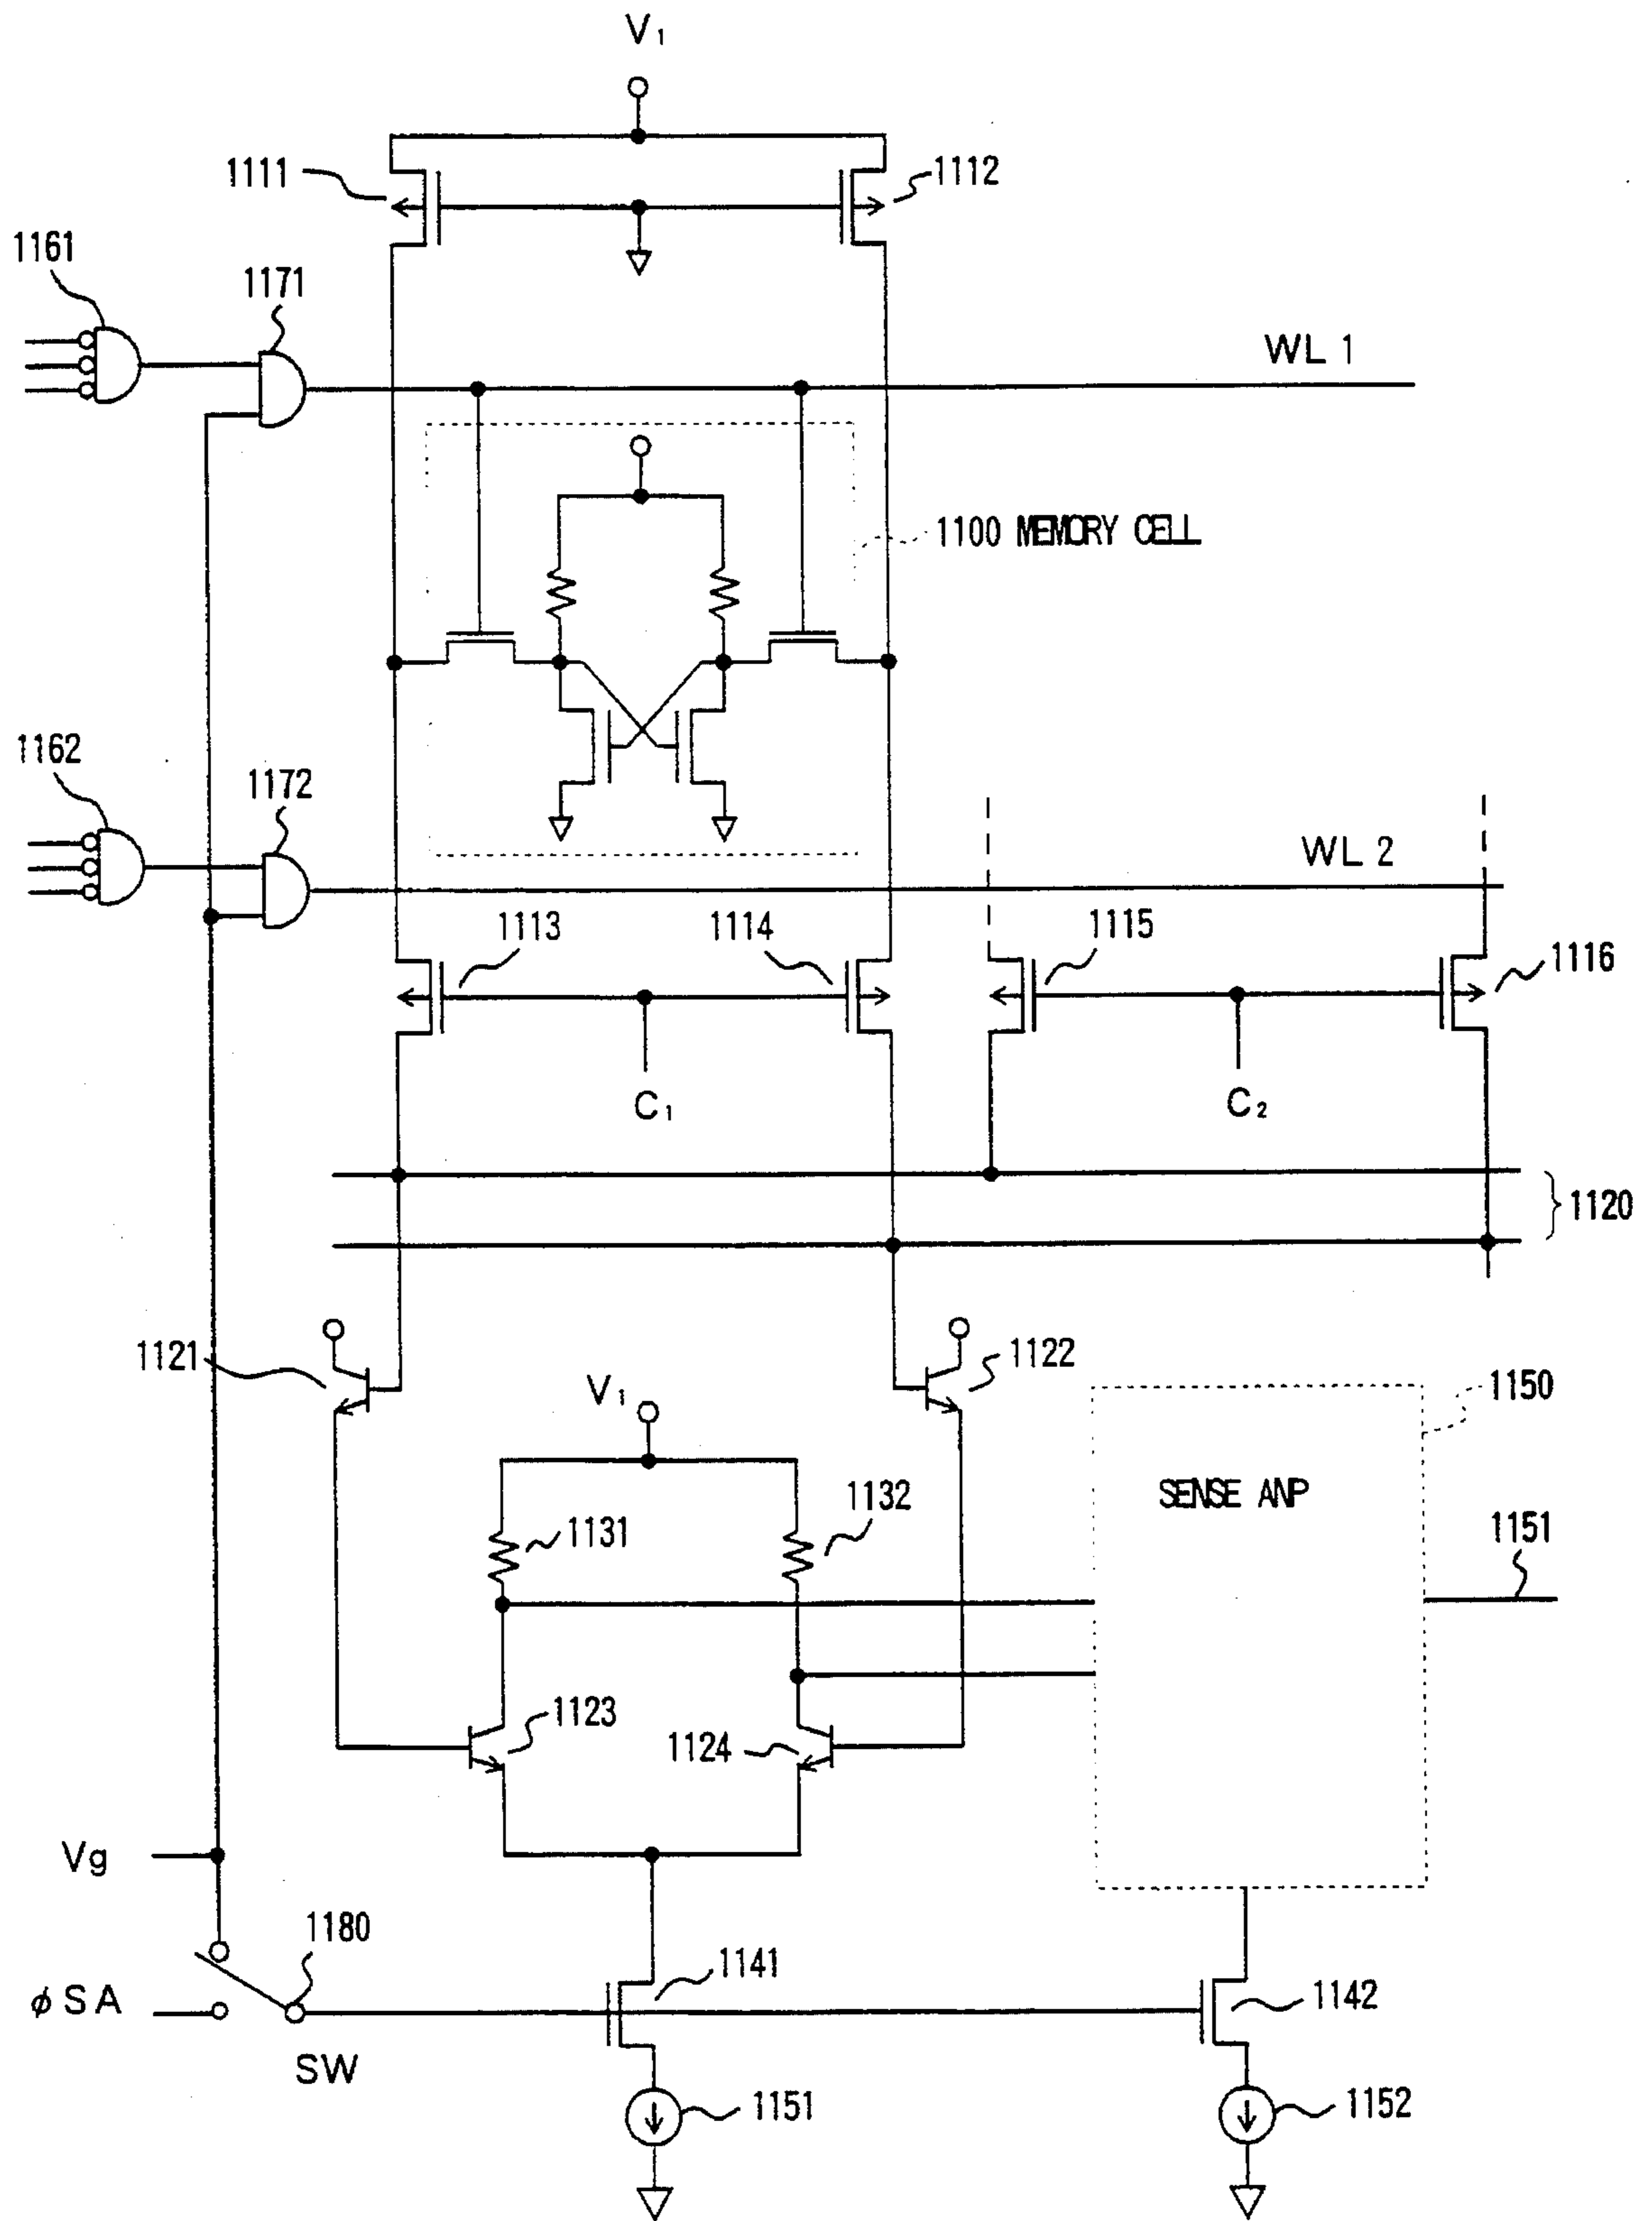 V₁
1111
1112
1161
1171
WL 1
1100 MEMORY CELL
1162
1172
WL 2
1113
1114
1115
1116
C₁
C₂
1120
1121
1122
V₁
1150
SENSE ANP
1131
1132
1151
1123
1124
Vg
1180
1141
φSA
1142
SW
1151
1152